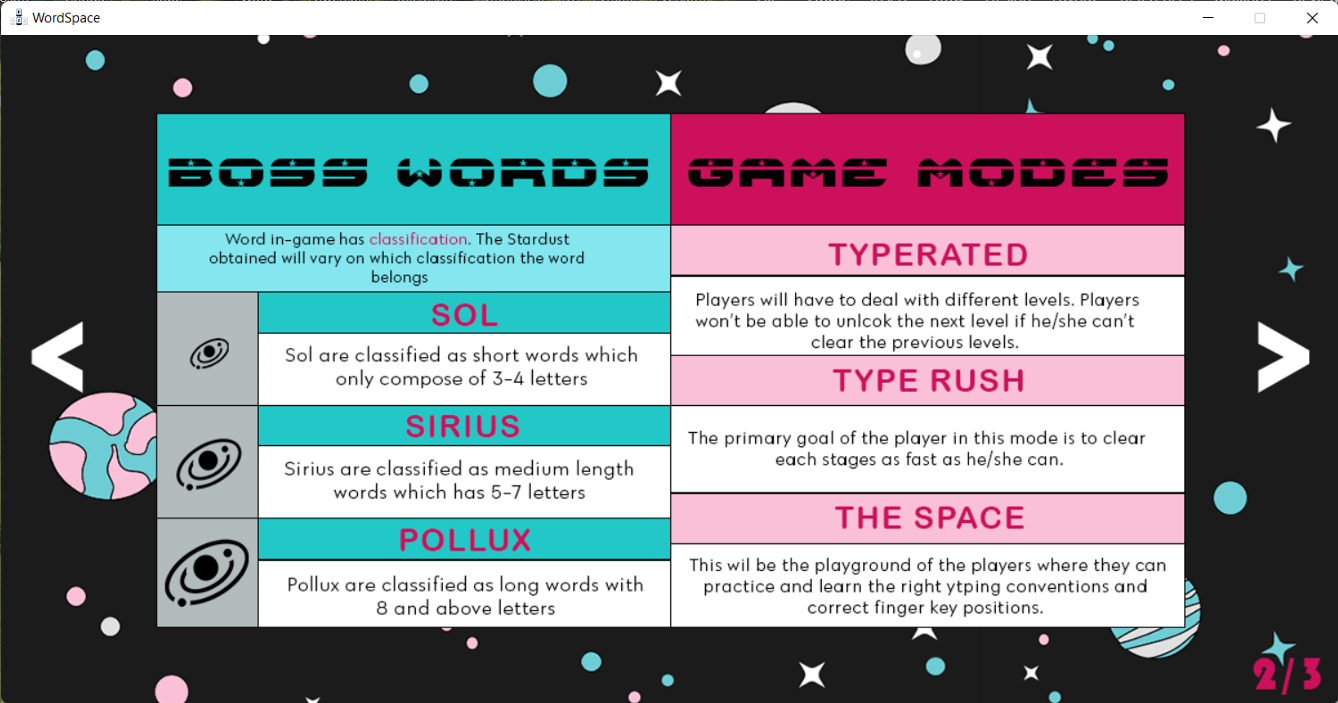 WordSpace
BOSS WORDS
Word in-game has classification. The Stardust
obtained will vary on which classification the word
belongs
SOL
Sol are classified as short words which
only compose of 3-4 letters
SIRIUS
Sirius are classified as medium length
words which has 5-7 letters
POLLUX
Pollux are classified as long words with
8 and above letters
GAME MODES
TYPERATED
Players will have to deal with different levels. Players
won't be able to unlcok the next level if he/she can't
clear the previous levels.
TYPE RUSH
The primary goal of the player in this mode is to clear
each stages as fast as he/she can.
THE SPACE
This wil be the playground of the players where they can
practice and learn the right ytping conventions and
correct finger key positions.
< >
2/3